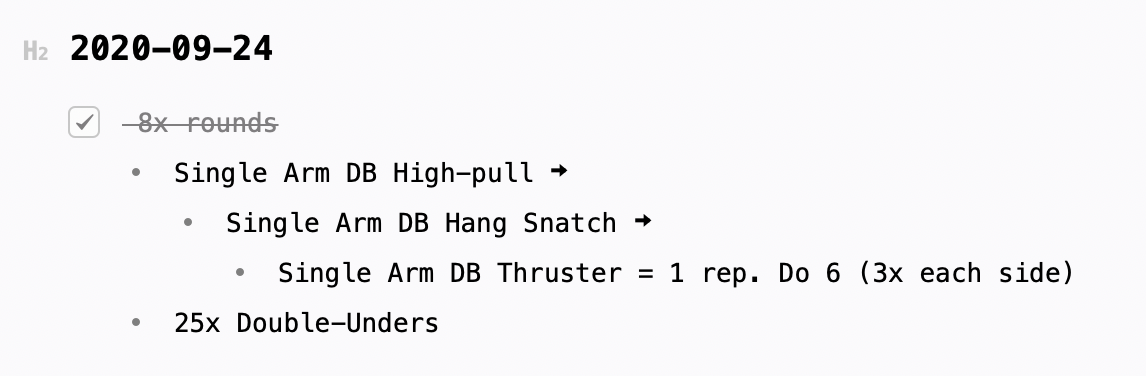 H2 2020-09-24
8x rounds
• Single Arm DB High-pull ➝
• Single Arm DB Hang Snatch ➝
• Single Arm DB Thruster = 1 rep. Do 6 (3x each side)
• 25x Double-Unders